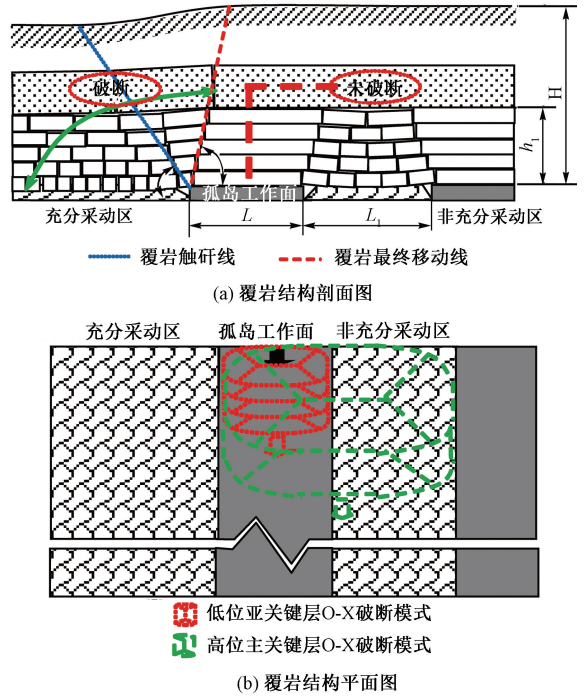 破断
未破断
H
h₁
孤岛工作面
充分采动区
L
L₁
非充分采动区
覆岩触矸线
覆岩最终移动线
(a) 覆岩结构剖面图
充分采动区
孤岛工作面
非充分采动区
低位亚关键层O-X破断模式
高位主关键层O-X破断模式
(b) 覆岩结构平面图